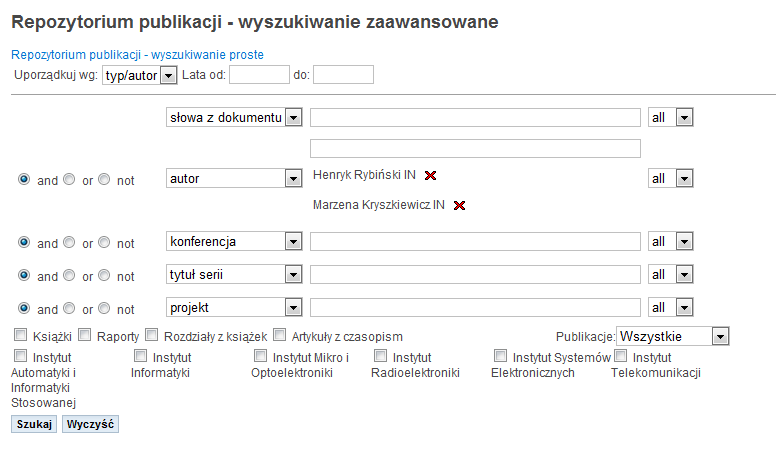 Repozytorium publikacji - wyszukiwanie zaawansowane
Repozytorium publikacji - wyszukiwanie proste
Uporządkuj wg: typ/autor Lata od: do:
słowa z dokumentu all
and or not autor Henryk Rybiński IN all
Marzena Kryszkiewicz IN
and or not konferencja all
and or not tytuł serii all
and or not projekt all
Książki Raporty Rozdziały z książek Artykuły z czasopism Publikacje: Wszystkie
Instytut Automatyki i Informatyki Stosowanej
Instytut Informatyki
Instytut Mikro i Optoelektroniki
Instytut Radioelektroniki
Instytut Systemów Elektronicznych
Instytut Telekomunikacji
Szukaj Wyczyść